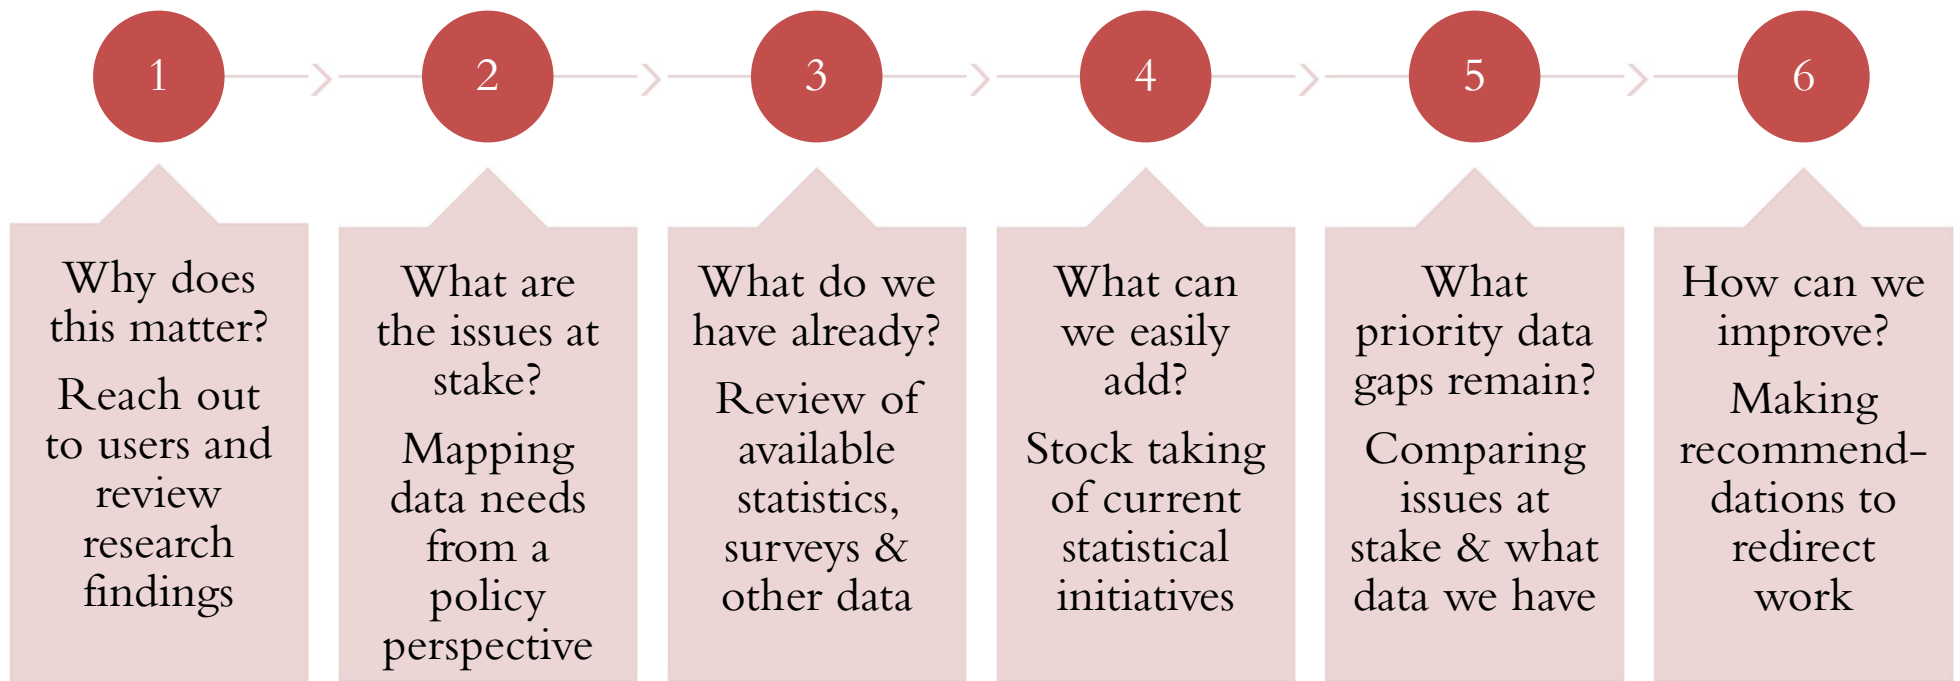 1
2
3
4
5
6
Why does
this matter?
Reach out
to users and
review
research
findings
What are
the issues at
stake?
Mapping
data needs
from a
policy
perspective
What do we
have already?
Review of
available
statistics,
surveys &
other data
What can
we easily
add?
Stock taking
of current
statistical
initiatives
What
priority data
gaps remain?
Comparing
issues at
stake & what
data we have
How can we
improve?
Making
recommend-
dations to
redirect
work